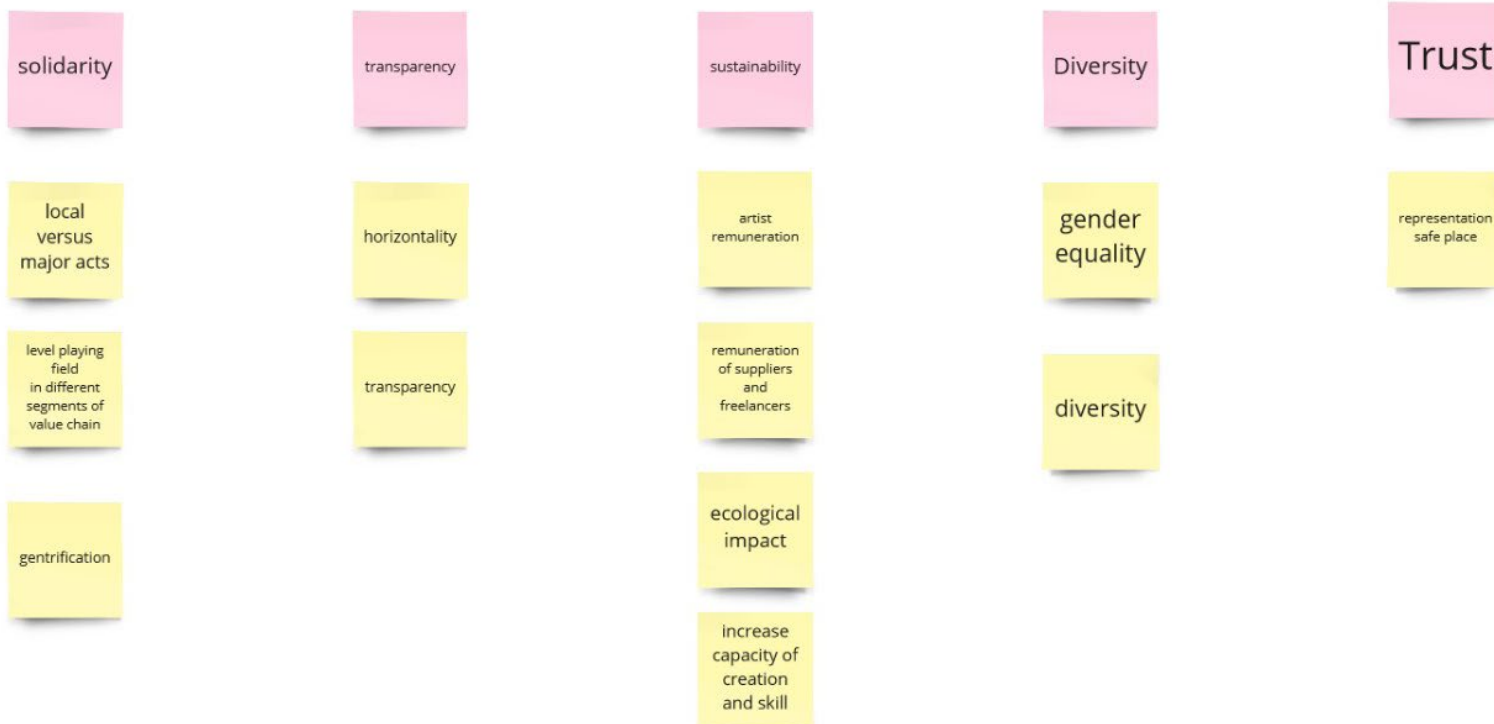 solidarity
transparency
sustainability
Diversity
Trust
local
versus
major acts
horizontality
artist
remuneration
gender
equality
representation
safe place
level playing
field
in different
segments of
value chain
transparency
remuneration
of suppliers
and
freelancers
diversity
gentrification
ecological
impact
increase
capacity of
creation
and skill